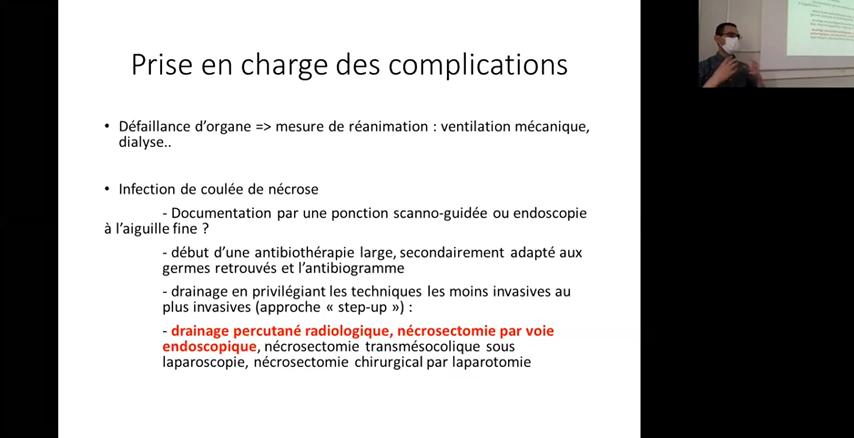 Prise en charge des complications
• Défaillance d’organe => mesure de réanimation : ventilation mécanique,
dialyse..
• Infection de coulée de nécrose
- Documentation par une ponction scanno-guidée ou endoscopie
à l’aiguille fine ?
- début d’une antibiothérapie large, secondairement adapté aux
germes retrouvés et l’antibiogramme
- drainage en privilégiant les techniques les moins invasives au
plus invasives (approche « step-up ») :
- drainage percutané radiologique, nécrosectomie par voie
endoscopique, nécrosectomie transmésocolique sous
laparoscopie, nécrosectomie chirurgical par laparotomie